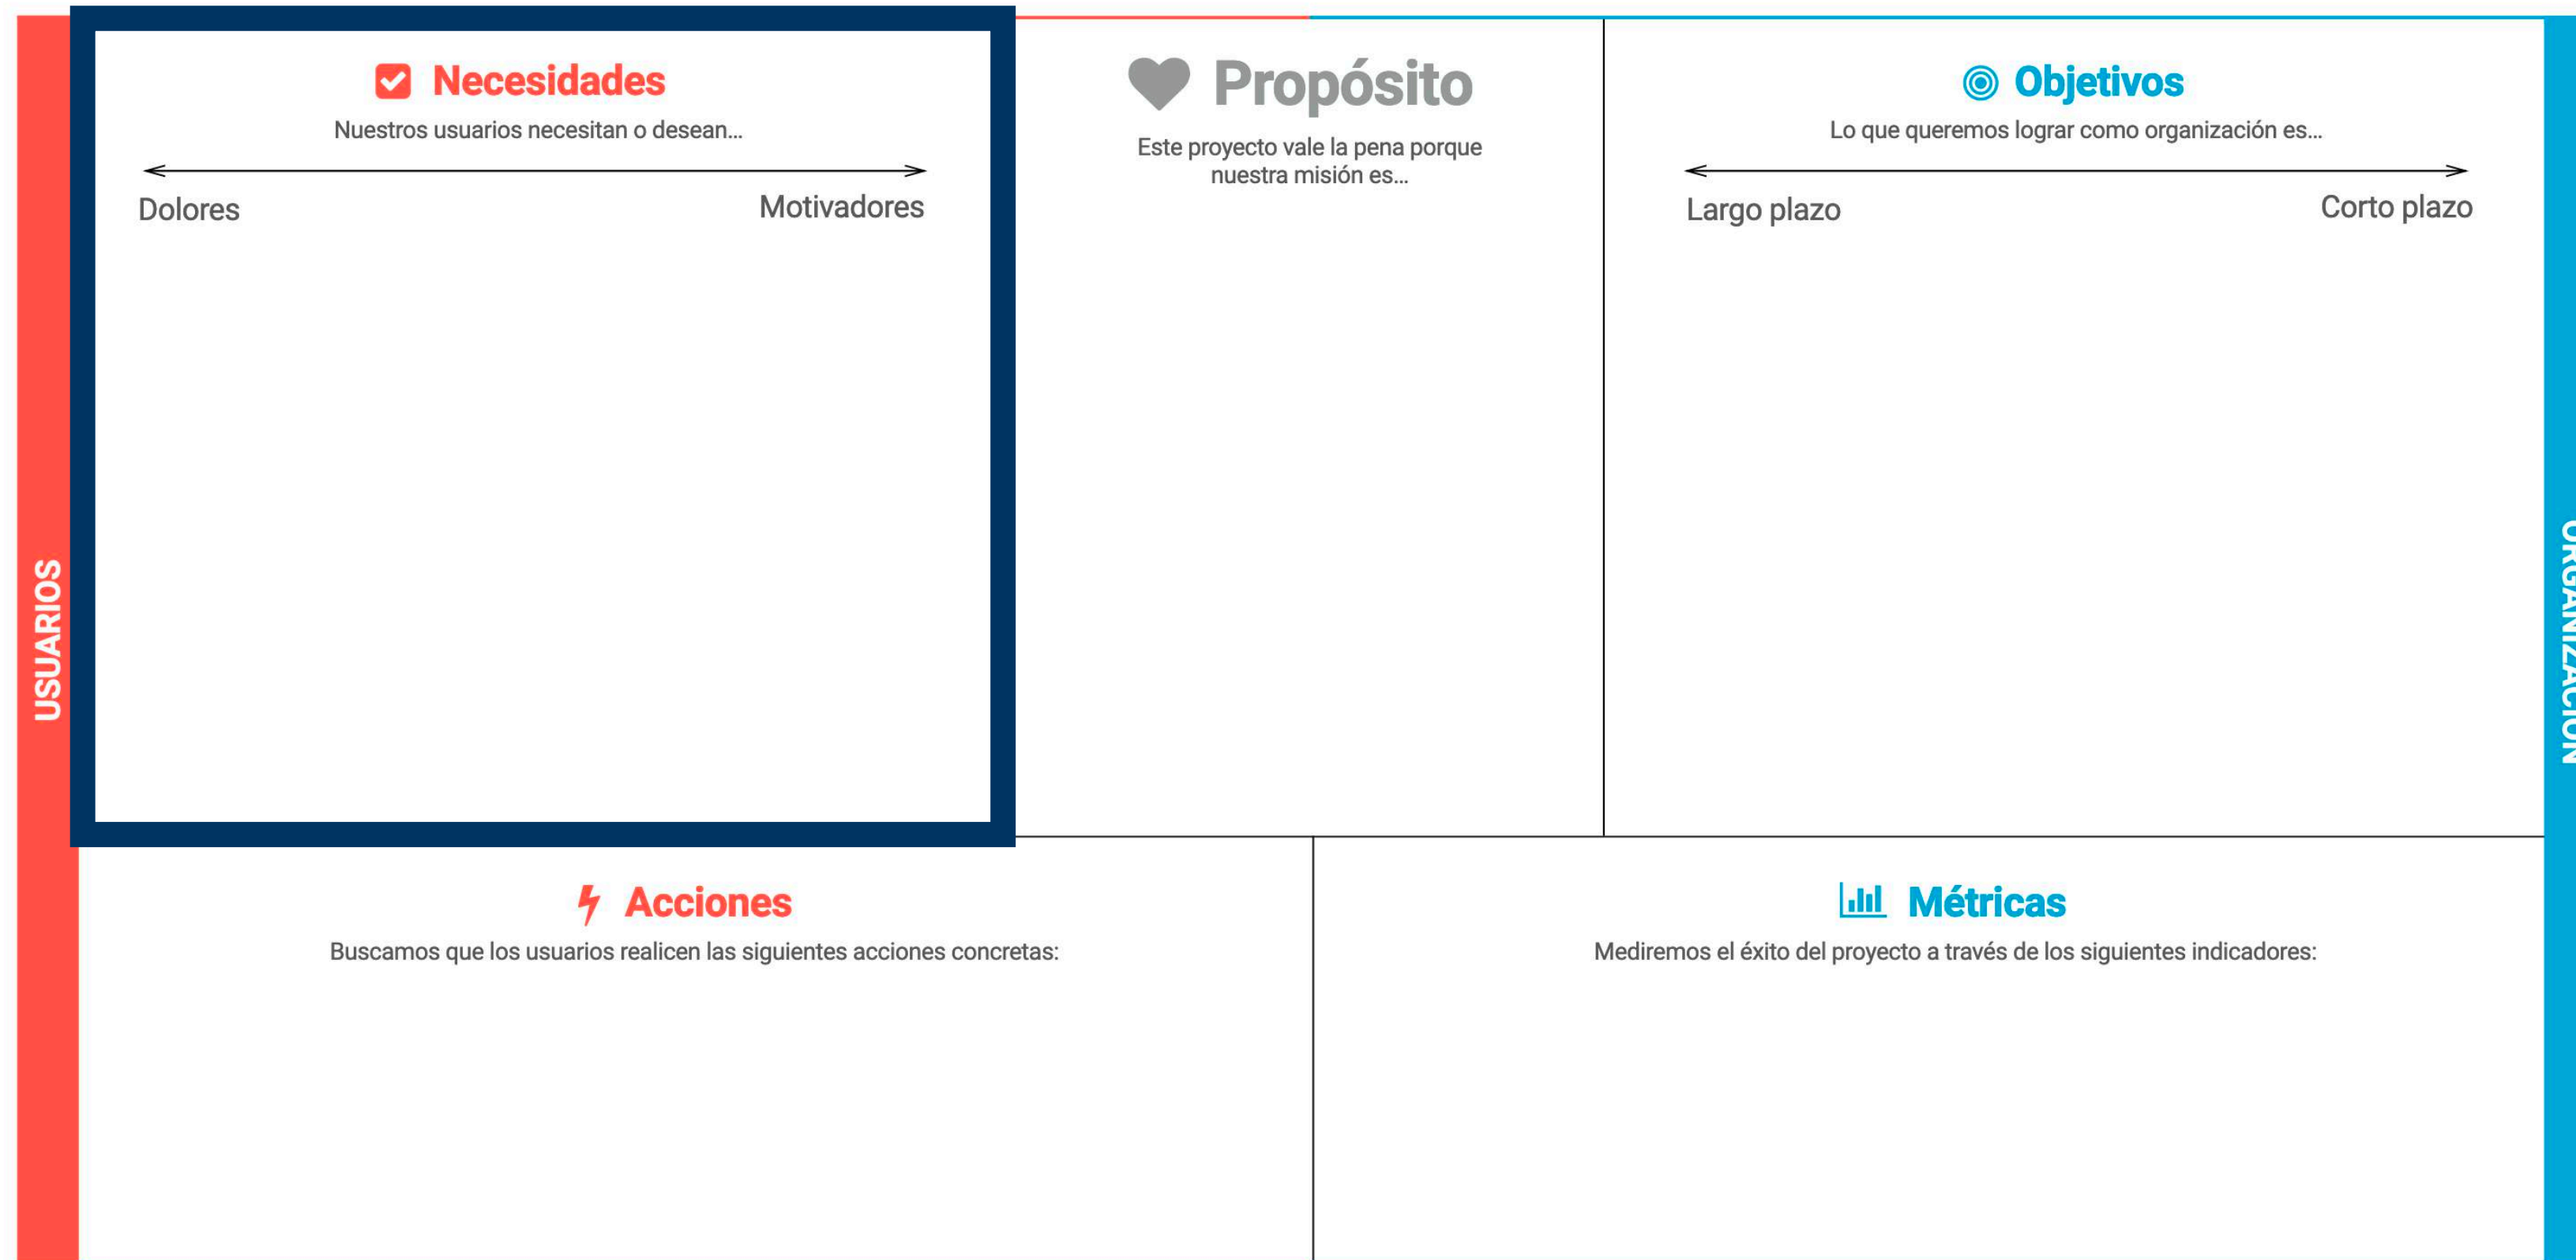 USUARIOS
Necesidades
Nuestros usuarios necesitan o desean...
Dolores
Motivadores
Propósito
Este proyecto vale la pena porque
nuestra misión es...
Objetivos
Lo que queremos lograr como organización es...
Largo plazo
Corto plazo
ORGANIZACIÓN
Acciones
Buscamos que los usuarios realicen las siguientes acciones concretas:
Métricas
Mediremos el éxito del proyecto a través de los siguientes indicadores: